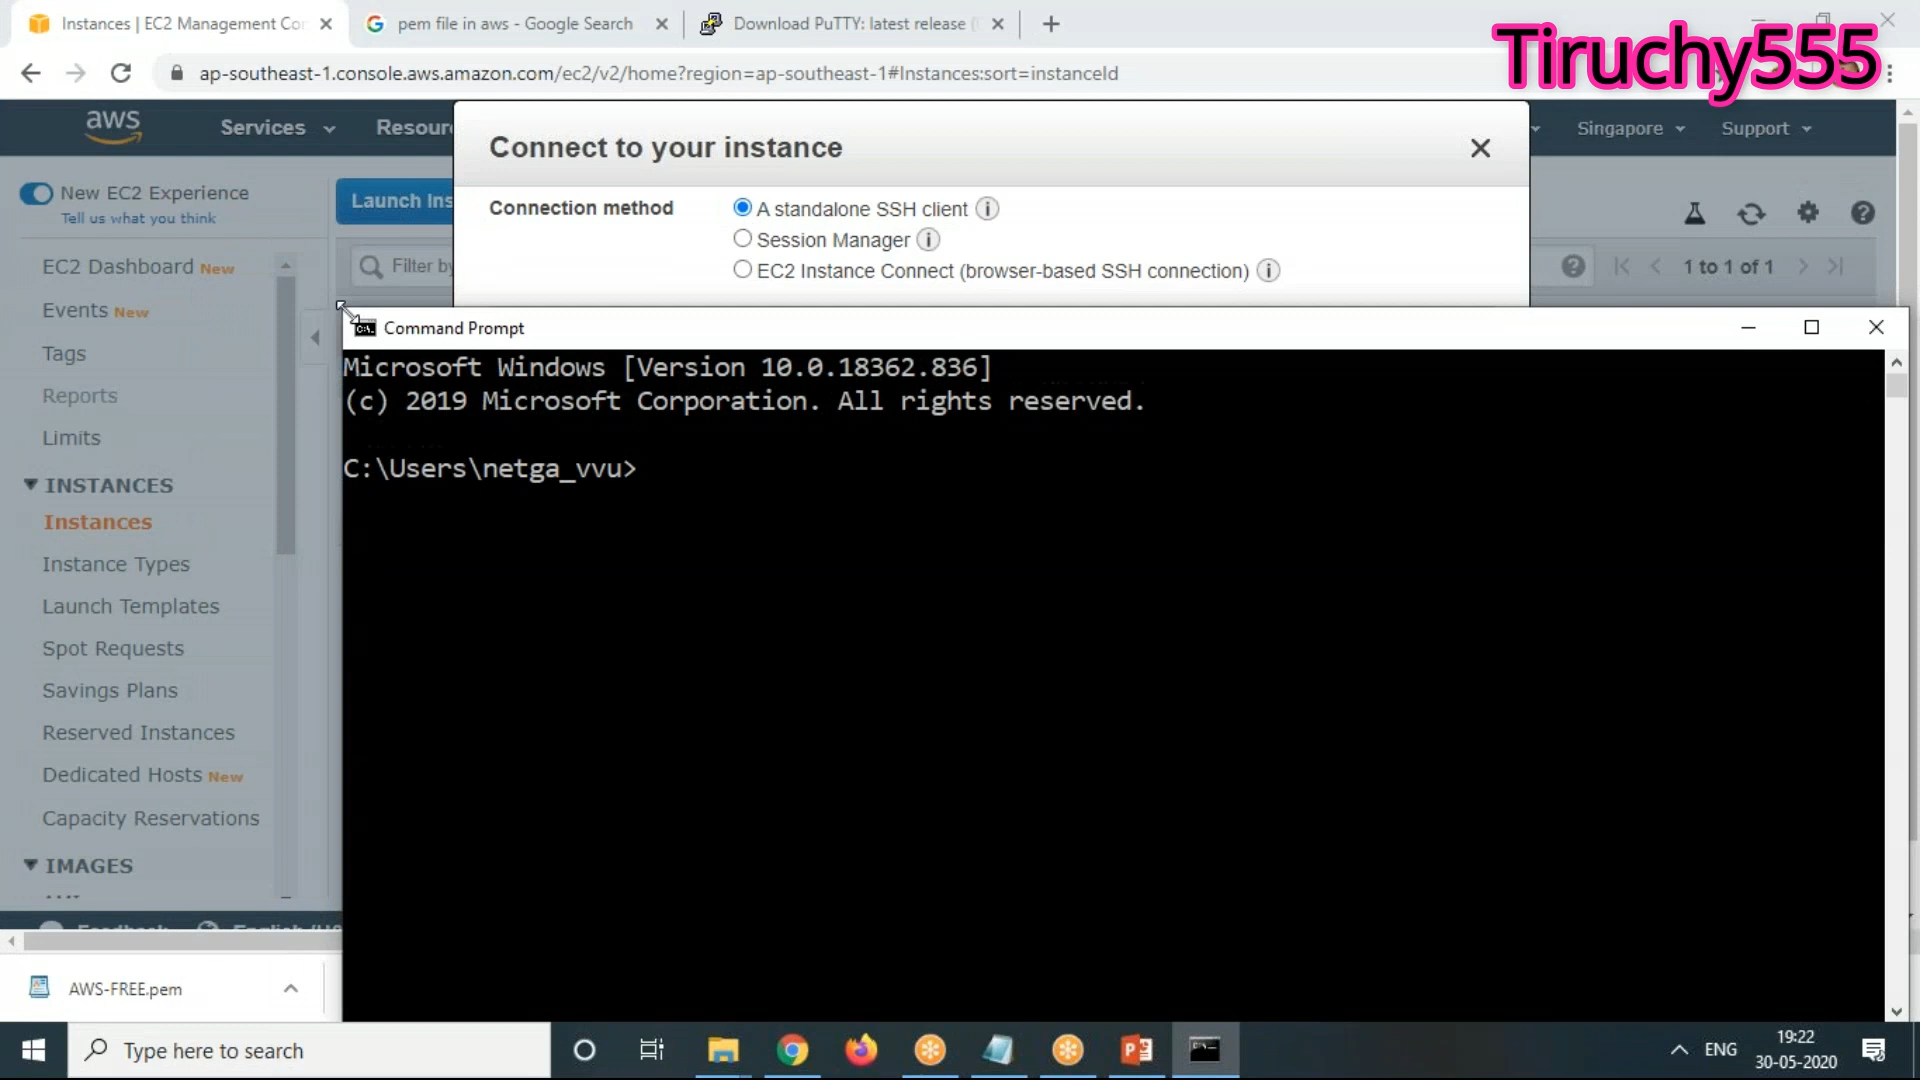 Instances | EC2 Management Con
pem file in aws - Google Search
Download PuTTY: latest release (
Tiruchy555
ap-southeast-1.console.aws.amazon.com/ec2/v2/home?region=ap-southeast-1#Instances:sort=instanceId
aws
Services
Resour
Singapore
Support
Connect to your instance
New EC2 Experience
Tell us what you think
Launch Ins
Connection method
A standalone SSH client
Session Manager
EC2 Instance Connect (browser-based SSH connection)
Filter by
1 to 1 of 1
EC2 Dashboard New
Events New
Tags
Reports
Limits
INSTANCES
Instances
Instance Types
Launch Templates
Spot Requests
Savings Plans
Reserved Instances
Dedicated Hosts New
Capacity Reservations
IMAGES
Command Prompt
Microsoft Windows [Version 10.0.18362.836]
(c) 2019 Microsoft Corporation. All rights reserved.
C:\Users\netga_vvu>
Feedback
English (US
AWS-FREE.pem
Type here to search
ENG
19:22
30-05-2020